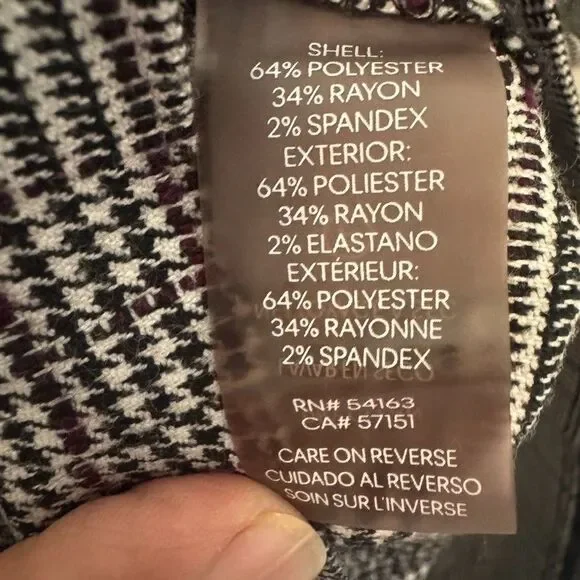 SHELL:
64% POLYESTER
34% RAYON
2% SPANDEX
EXTERIOR:
64% POLIESTER
34% RAYON
2% ELASTANO
EXTÉRIEUR:
64% POLYESTER
34% RAYONNE
2% SPANDEX
RN# 54163
CA# 57151
CARE ON REVERSE
CUIDADO AL REVERSO
SOIN SUR L'INVERSE